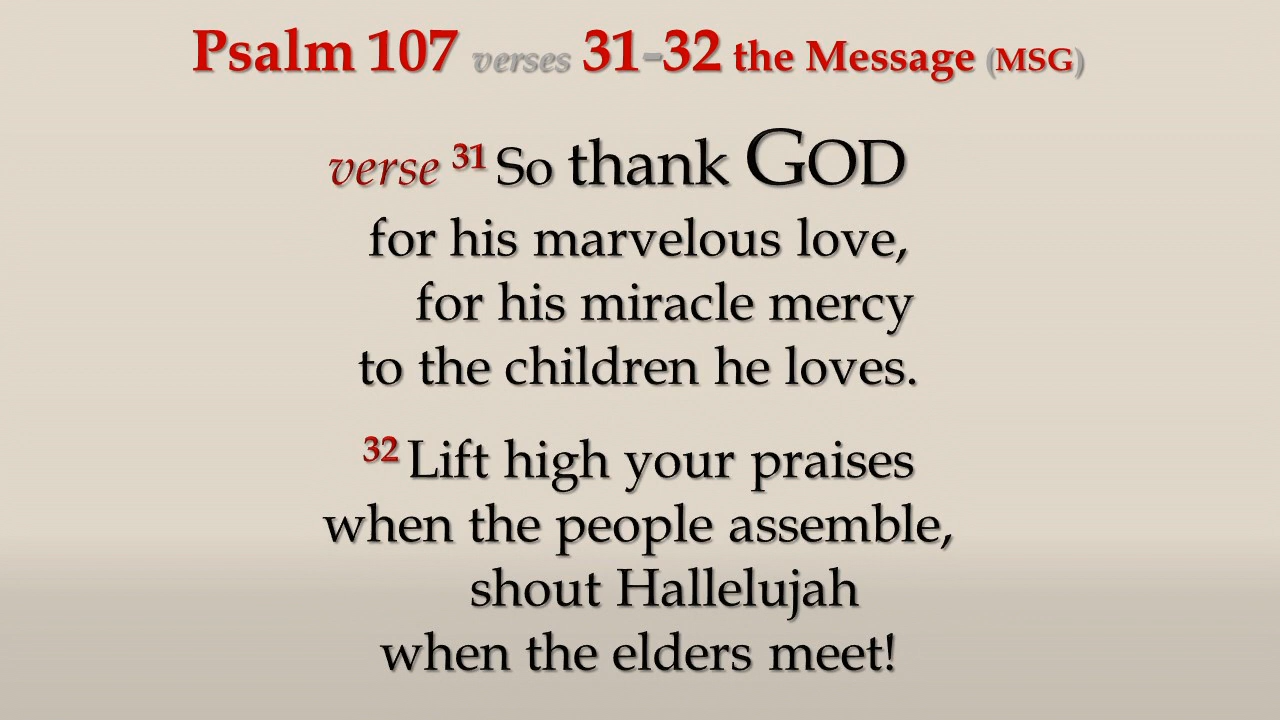 Psalm 107 verses 31-32 the Message (MSG)
verse 31 So thank GOD
for his marvelous love,
for his miracle mercy
to the children he loves.
32 Lift high your praises
when the people assemble,
shout Hallelujah
when the elders meet!